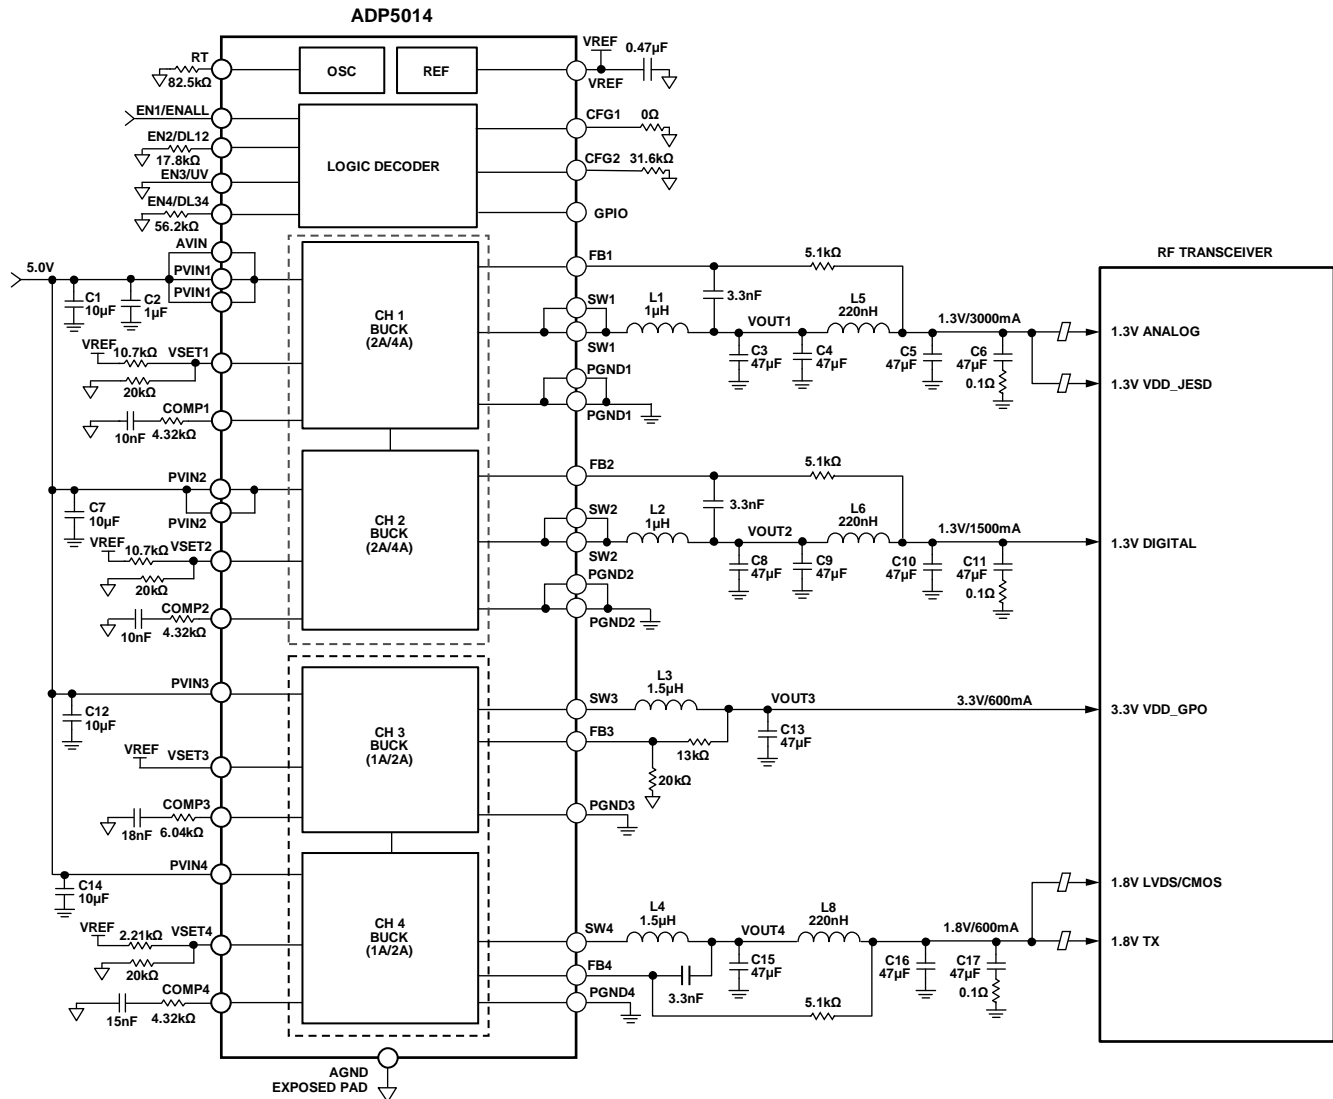 ADP5014
RT
82.5kΩ
OSC
REF
VREF
0.47µF
VREF
EN1/ENALL
EN2/DL12
17.8kΩ
EN3/UV
EN4/DL34
56.2kΩ
LOGIC DECODER
CFG1
0Ω
CFG2
31.6kΩ
GPIO
AVIN
5.0V
PVIN1
PVIN1
C1
10µF
C2
1µF
VREF
10.7kΩ
VSET1
20kΩ
COMP1
10nF
4.32kΩ
CH 1
BUCK
(2A/4A)
FB1
5.1kΩ
3.3nF
SW1
SW1
L1
1µH
VOUT1
L5
220nH
1.3V/3000mA
C3
47µF
C4
47µF
C5
47µF
C6
47µF
0.1Ω
PGND1
PGND1
RF TRANSCEIVER
1.3V ANALOG
1.3V VDD_JESD
PVIN2
PVIN2
C7
10µF
VREF
10.7kΩ
VSET2
20kΩ
COMP2
10nF
4.32kΩ
CH 2
BUCK
(2A/4A)
FB2
5.1kΩ
3.3nF
SW2
SW2
L2
1µH
VOUT2
L6
220nH
1.3V/1500mA
C8
47µF
C9
47µF
C10
47µF
C11
47µF
0.1Ω
PGND2
PGND2
1.3V DIGITAL
PVIN3
C12
10µF
VREF
VSET3
COMP3
18nF
6.04kΩ
CH 3
BUCK
(1A/2A)
SW3
L3
1.5µH
VOUT3
3.3V/600mA
FB3
13kΩ
20kΩ
C13
47µF
PGND3
3.3V VDD_GPO
PVIN4
C14
10µF
VREF
2.21kΩ
VSET4
20kΩ
COMP4
15nF
4.32kΩ
CH 4
BUCK
(1A/2A)
SW4
L4
1.5µH
VOUT4
L8
220nH
1.8V/600mA
FB4
3.3nF
C15
47µF
5.1kΩ
C16
47µF
C17
47µF
0.1Ω
PGND4
1.8V LVDS/CMOS
1.8V TX
AGND
EXPOSED PAD